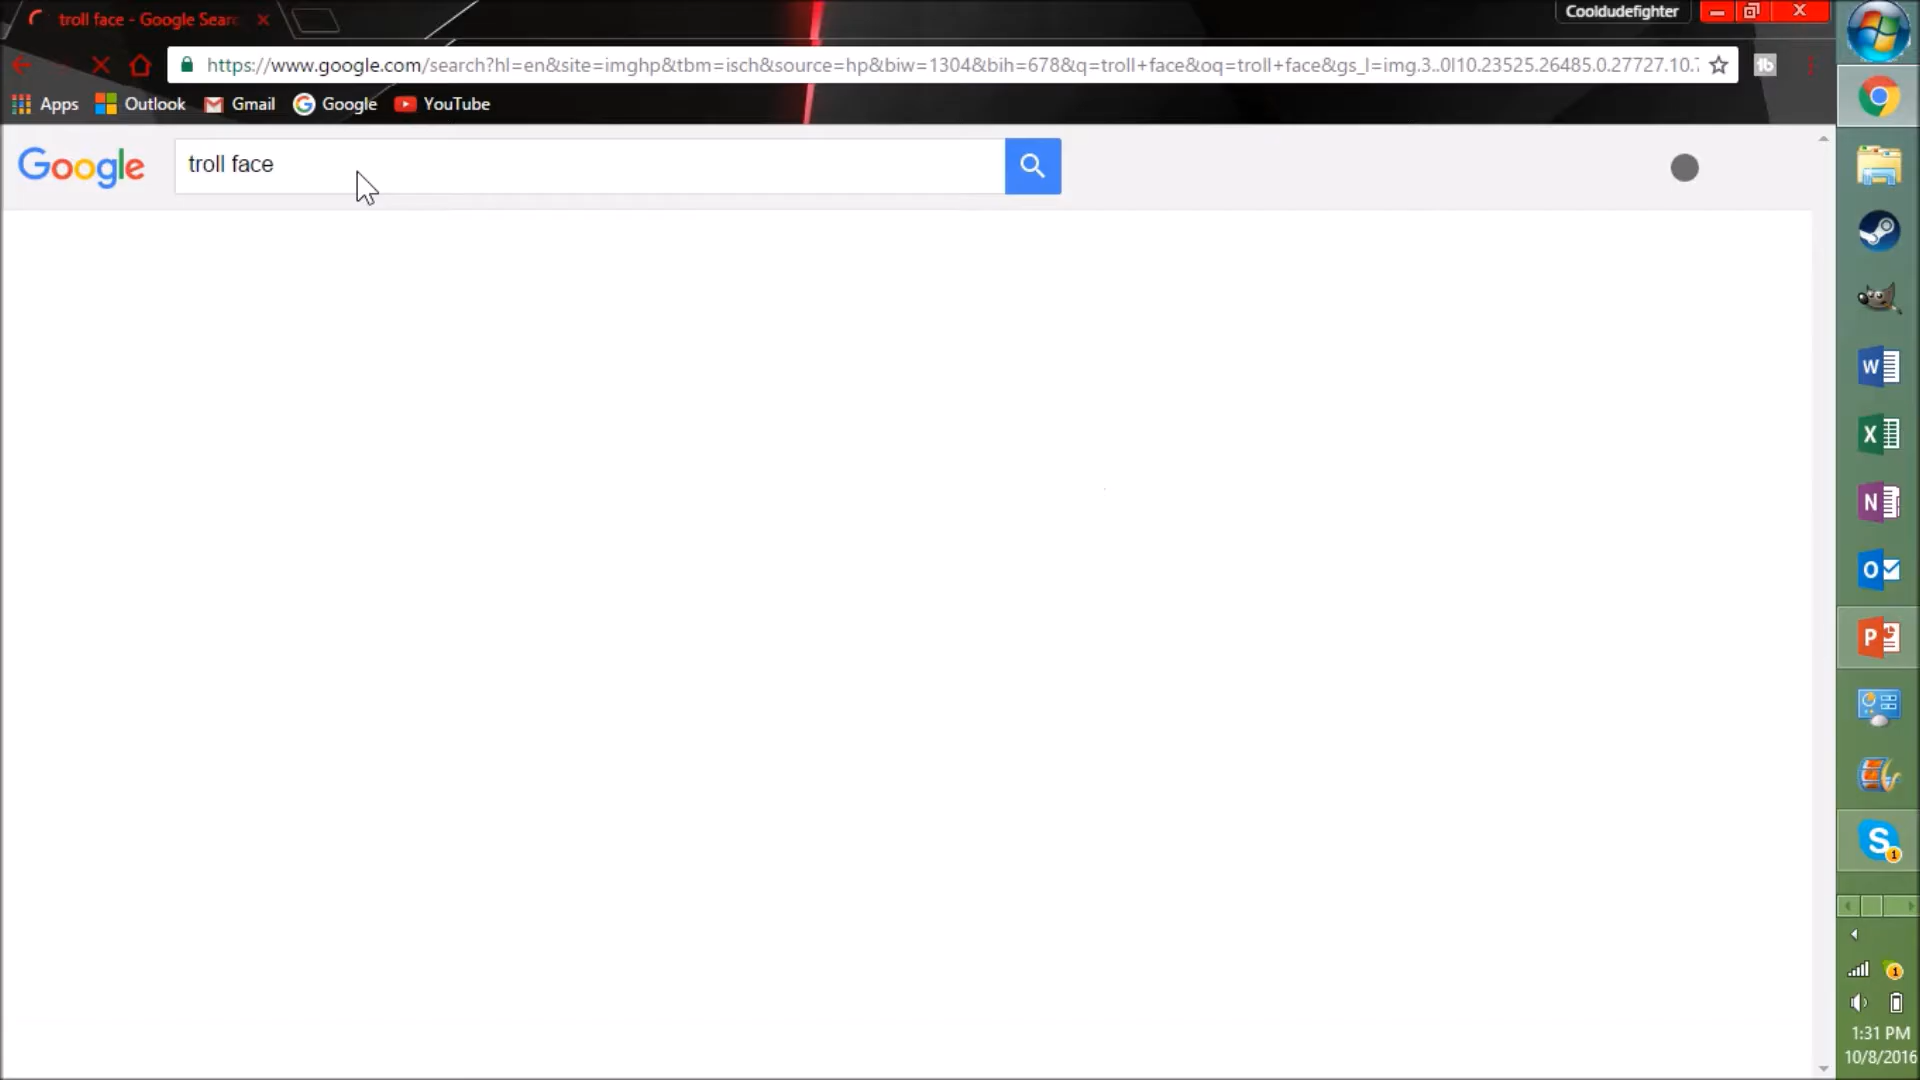 troll face - Google Sear
Cooldudefighter
https://www.google.com/search?hl=en&site=imghp&tbm=isch&source=hp&biw=1304&bih=678&q=troll+face&oq=troll+face&gs_l=img.3..0l10.23525.26485.0.27727.10.7
Apps Outlook Gmail Google YouTube
Google troll face
1:31 PM
10/8/2016